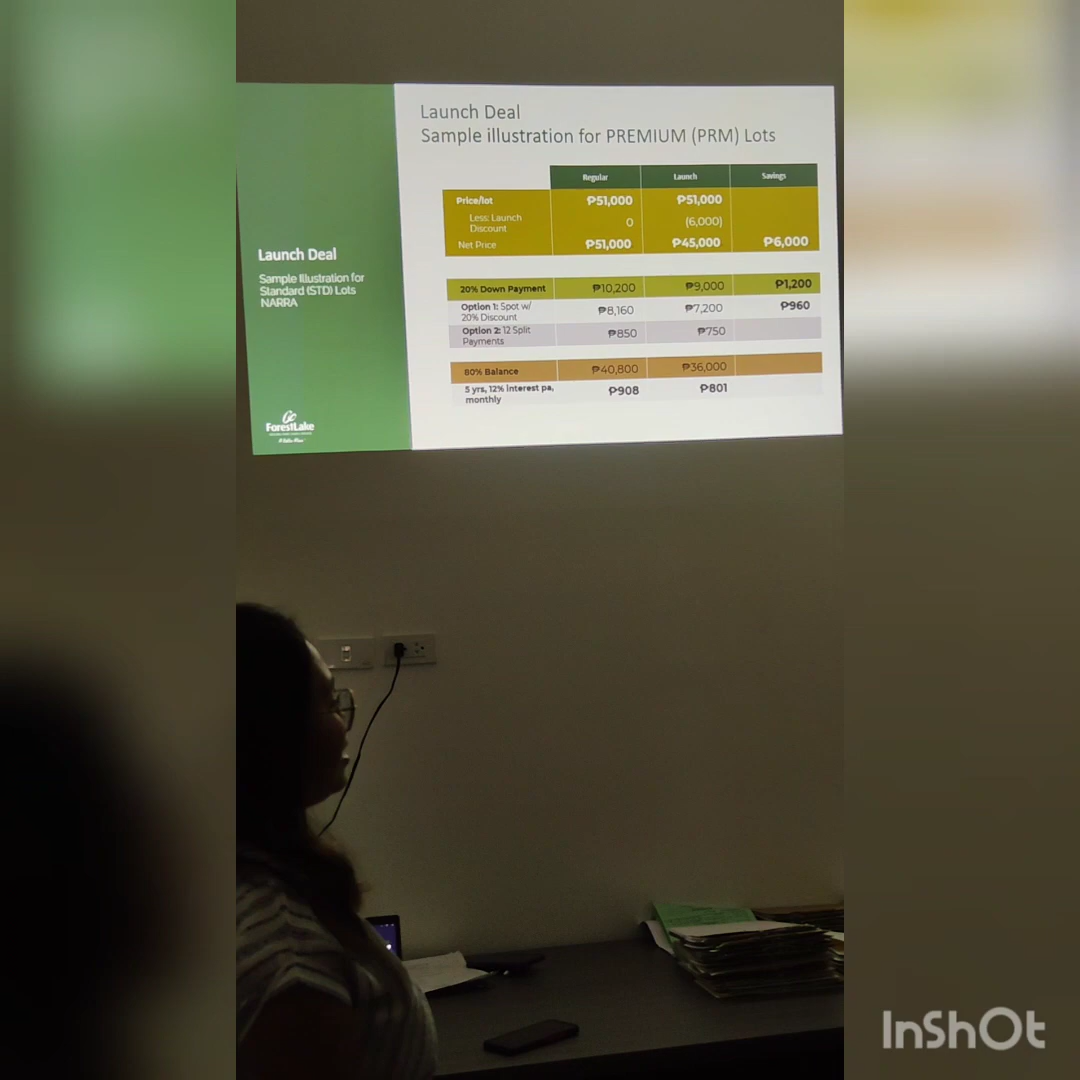 Launch Deal
Sample illustration for PREMIUM (PRM) Lots
Regular Launch Savings
Price/lot ₱51,000 ₱51,000
Less: Launch
Discount 0 (6,000)
Net Price ₱51,000 ₱45,000 ₱6,000
20% Down Payment ₱10,200 ₱9,000 ₱1,200
Option 1: Spot w/
20% Discount ₱8,160 ₱7,200 ₱960
Option 2: 12 Split
Payments ₱850 ₱750
80% Balance ₱40,800 ₱36,000
5 yrs, 12% interest pa,
monthly ₱908 ₱801
Launch Deal
Sample Illustration for
Standard (STD) Lots
NARRA
ForestLake
InShOt